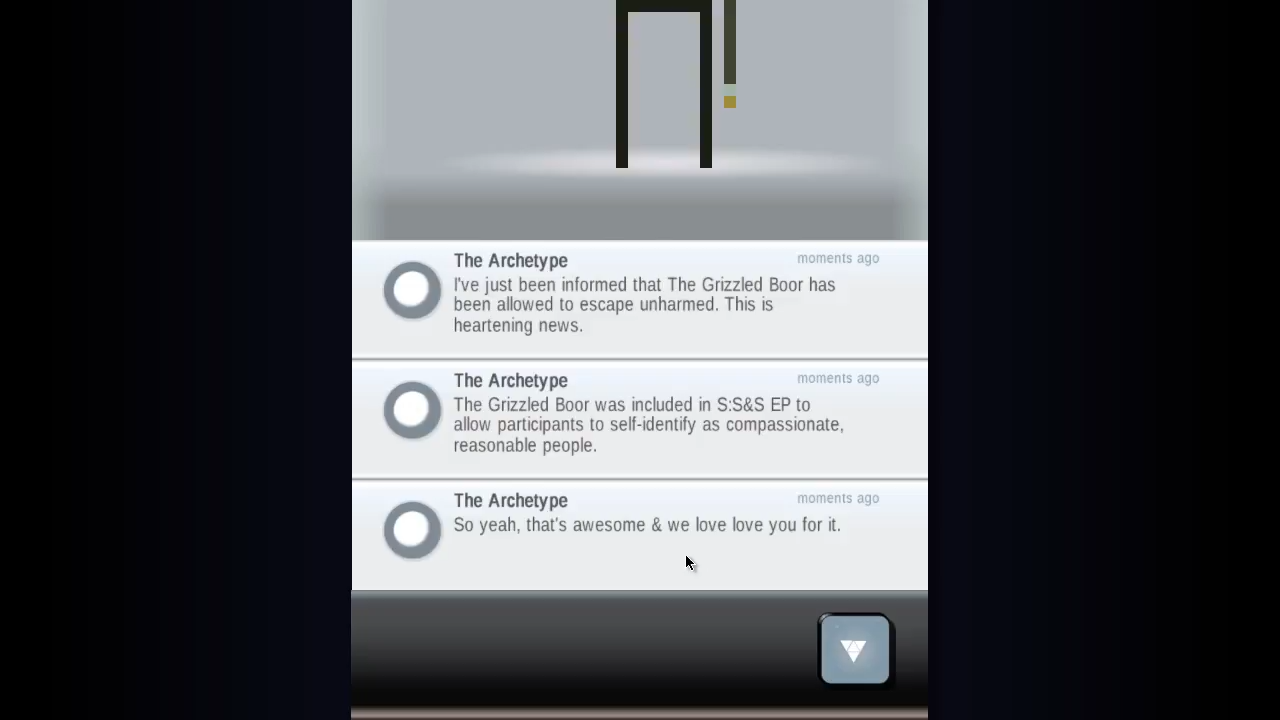 The Archetype
moments ago
I've just been informed that The Grizzled Boor has
been allowed to escape unharmed. This is
heartening news.
The Archetype
moments ago
The Grizzled Boor was included in S:S&S EP to
allow participants to self-identify as compassionate,
reasonable people.
The Archetype
moments ago
So yeah, that's awesome & we love love you for it.